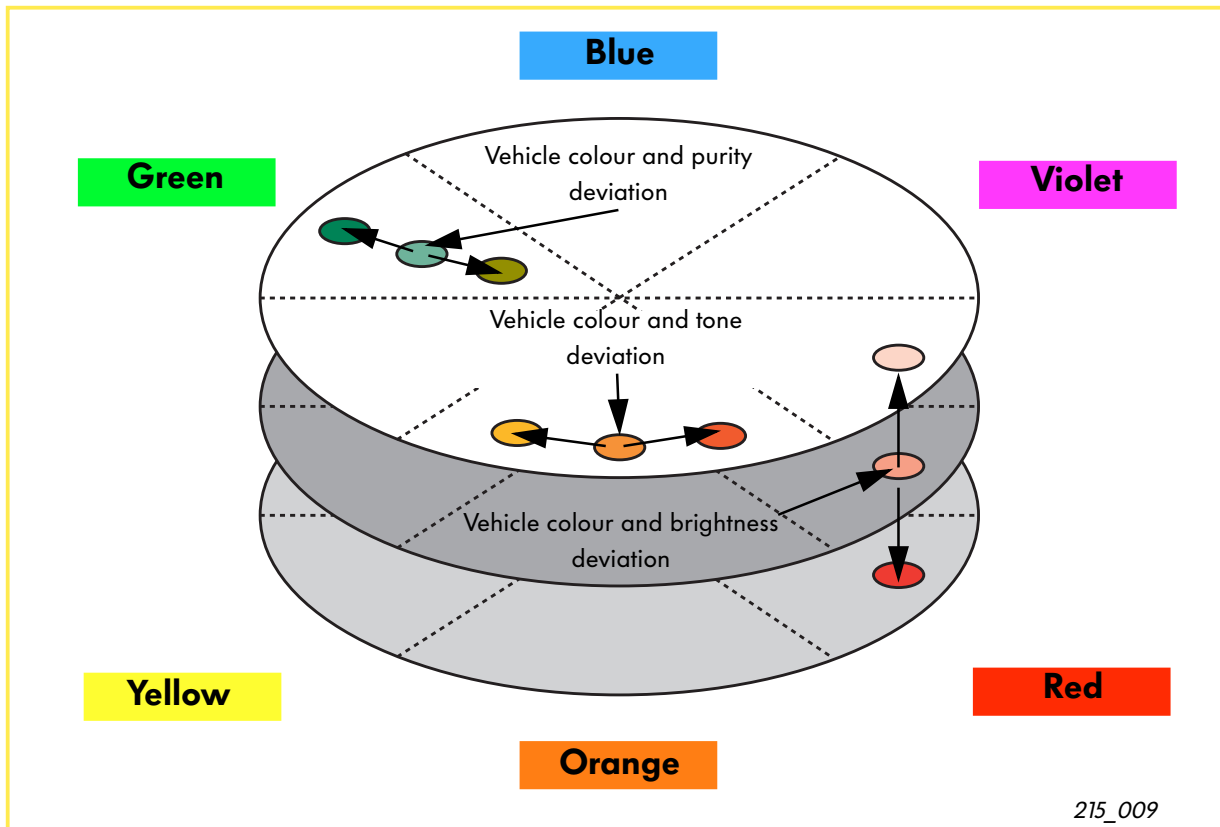 Blue
Green
Violet
Vehicle colour and purity
deviation
Vehicle colour and tone
deviation
Vehicle colour and brightness
deviation
Yellow
Red
Orange
215_009